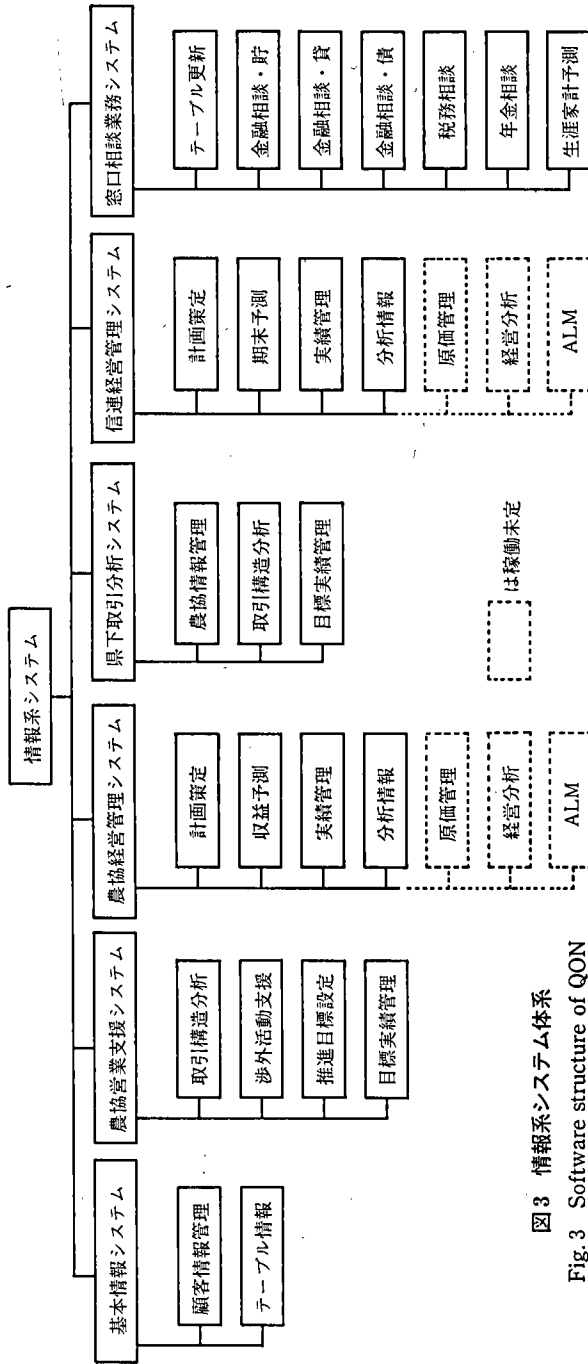 情報系システム
基本情報システム
顧客情報管理
テーブル情報
農協営業支援システム
取引構造分析
渉外活動支援
推進目標設定
目標実績管理
農協経営管理システム
計画策定
収益予測
実績管理
分析情報
原価管理
経営分析
ALM
県下取引分析システム
農協情報管理
取引構造分析
目標実績管理
は稼働未定
信連経営管理システム
計画策定
期末予測
実績管理
分析情報
原価管理
経営分析
ALM
窓口相談業務システム
テーブル更新
金融相談・貯
金融相談・貸
金融相談・債
税務相談
年金相談
生涯家計予測
図3 情報系システム体系
Fig. 3 Software structure of QON